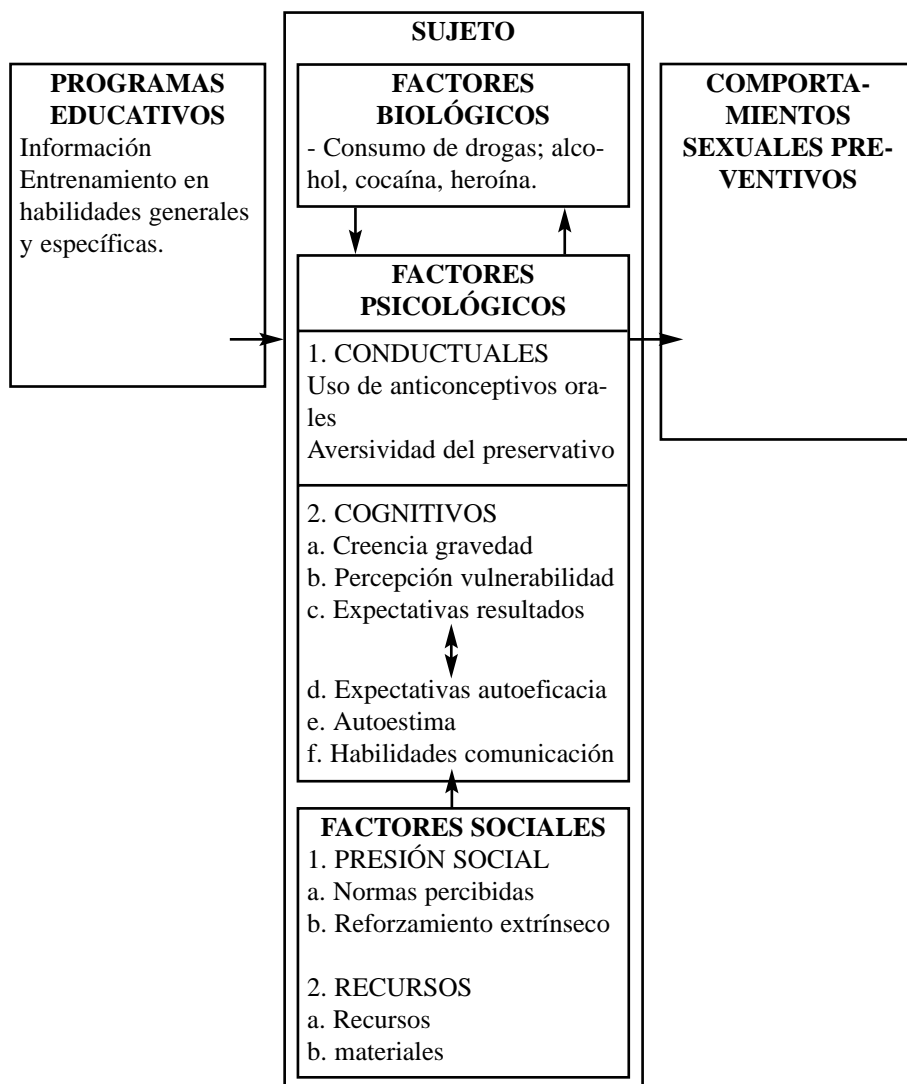 SUJETO
PROGRAMAS
EDUCATIVOS
Información
Entrenamiento en
habilidades generales
y específicas.
FACTORES
BIOLÓGICOS
- Consumo de drogas; alco-
hol, cocaína, heroína.
FACTORES
PSICOLÓGICOS
1. CONDUCTUALES
Uso de anticonceptivos ora-
les
Aversividad del preservativo
2. COGNITIVOS
a. Creencia gravedad
b. Percepción vulnerabilidad
c. Expectativas resultados
d. Expectativas autoeficacia
e. Autoestima
f. Habilidades comunicación
FACTORES SOCIALES
1. PRESIÓN SOCIAL
a. Normas percibidas
b. Reforzamiento extrínseco
2. RECURSOS
a. Recursos
b. materiales
COMPORTA-
MIENTOS
SEXUALES PRE-
VENTIVOS